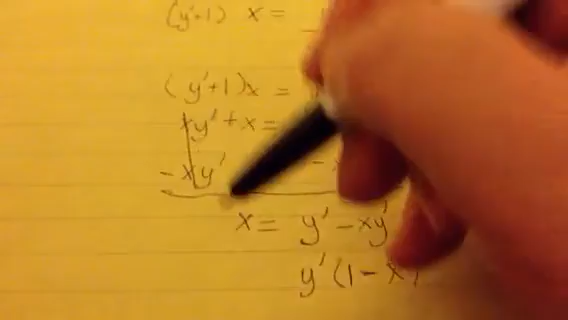 (y'+1) x =
(y'+1)x =
xy' + x =
- xy' -
x = y' - xy'
y'(1 - x)